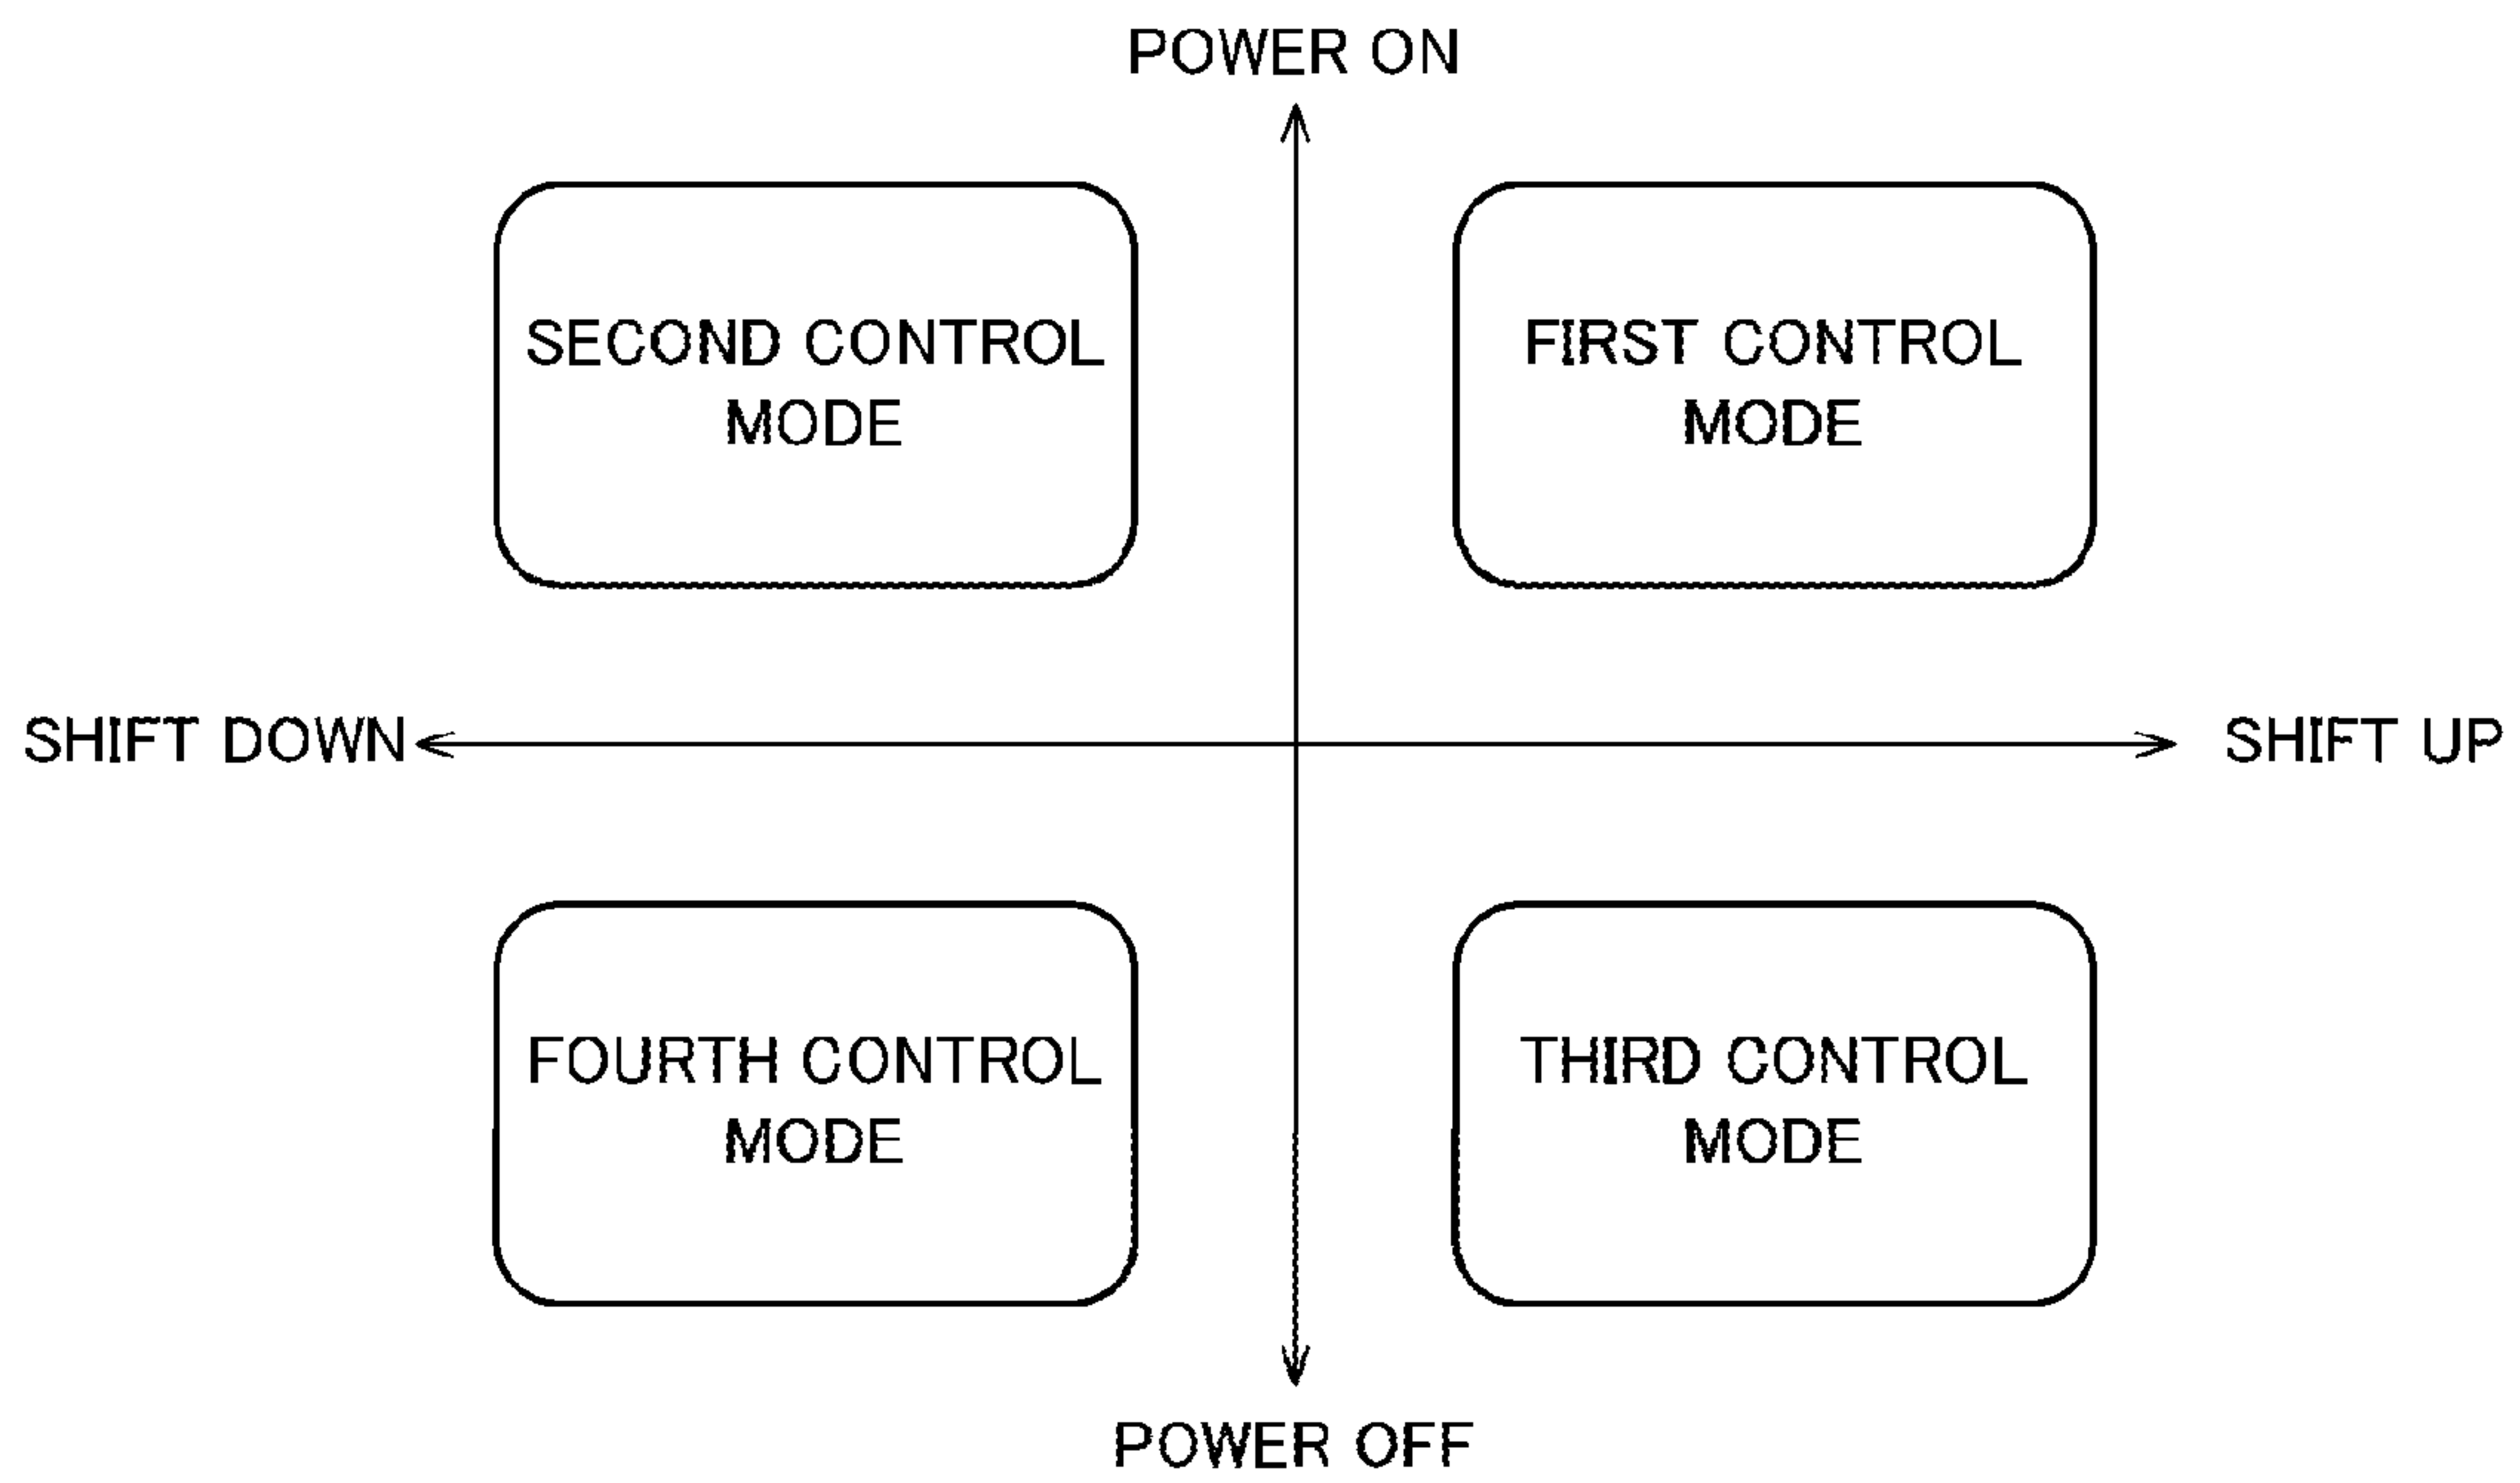 POWER ON
SECOND CONTROL
MODE
FIRST CONTROL
MODE
SHIFT DOWN
SHIFT UP
FOURTH CONTROL
MODE
THIRD CONTROL
MODE
POWER OFF